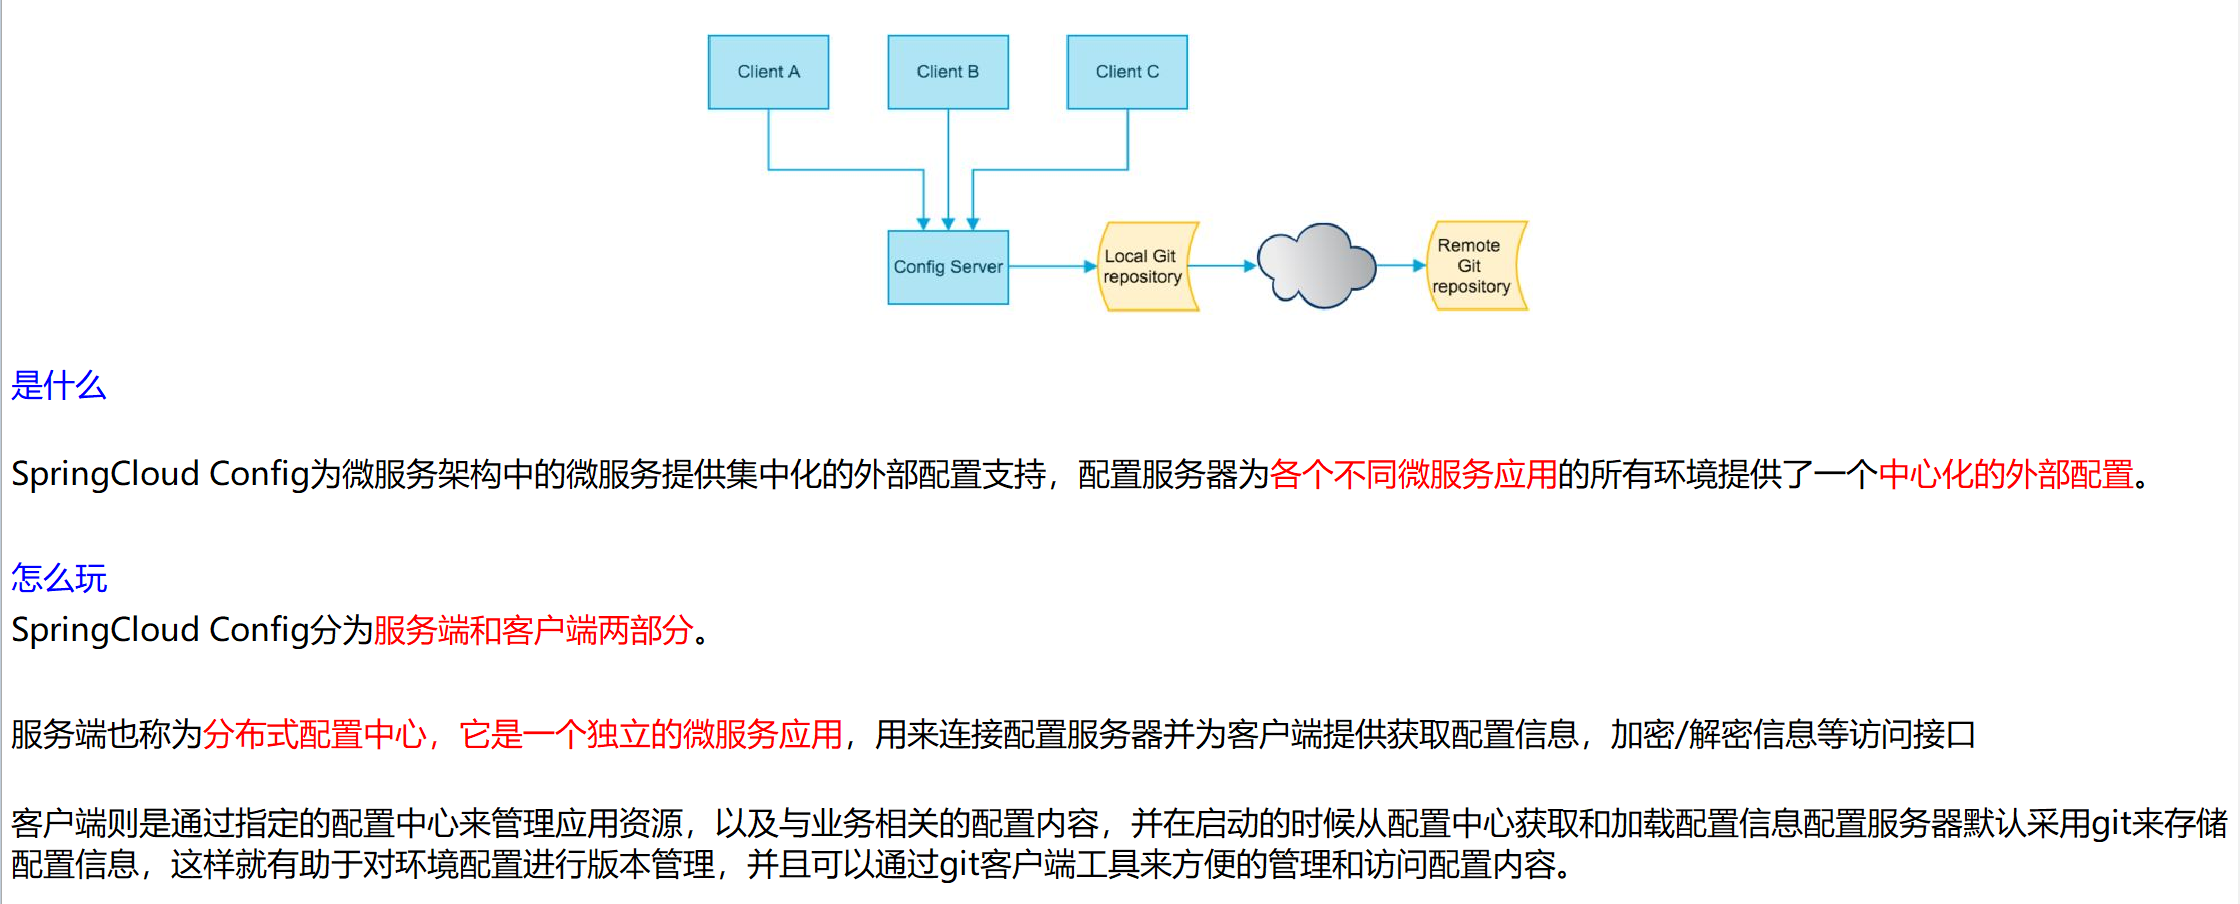 Client A
Client B
Client C
Config Server
Local Git
repository
Remote
Git
repository
是什么
SpringCloud Config为微服务架构中的微服务提供集中化的外部配置支持，配置服务器为各个不同微服务应用的所有环境提供了一个中心化的外部配置。
怎么玩
SpringCloud Config分为服务端和客户端两部分。
服务端也称为分布式配置中心，它是一个独立的微服务应用，用来连接配置服务器并为客户端提供获取配置信息，加密/解密信息等访问接口
客户端则是通过指定的配置中心来管理应用资源，以及与业务相关的配置内容，并在启动的时候从配置中心获取和加载配置信息配置服务器默认采用git来存储
配置信息，这样就有助于对环境配置进行版本管理，并且可以通过git客户端工具来方便的管理和访问配置内容。